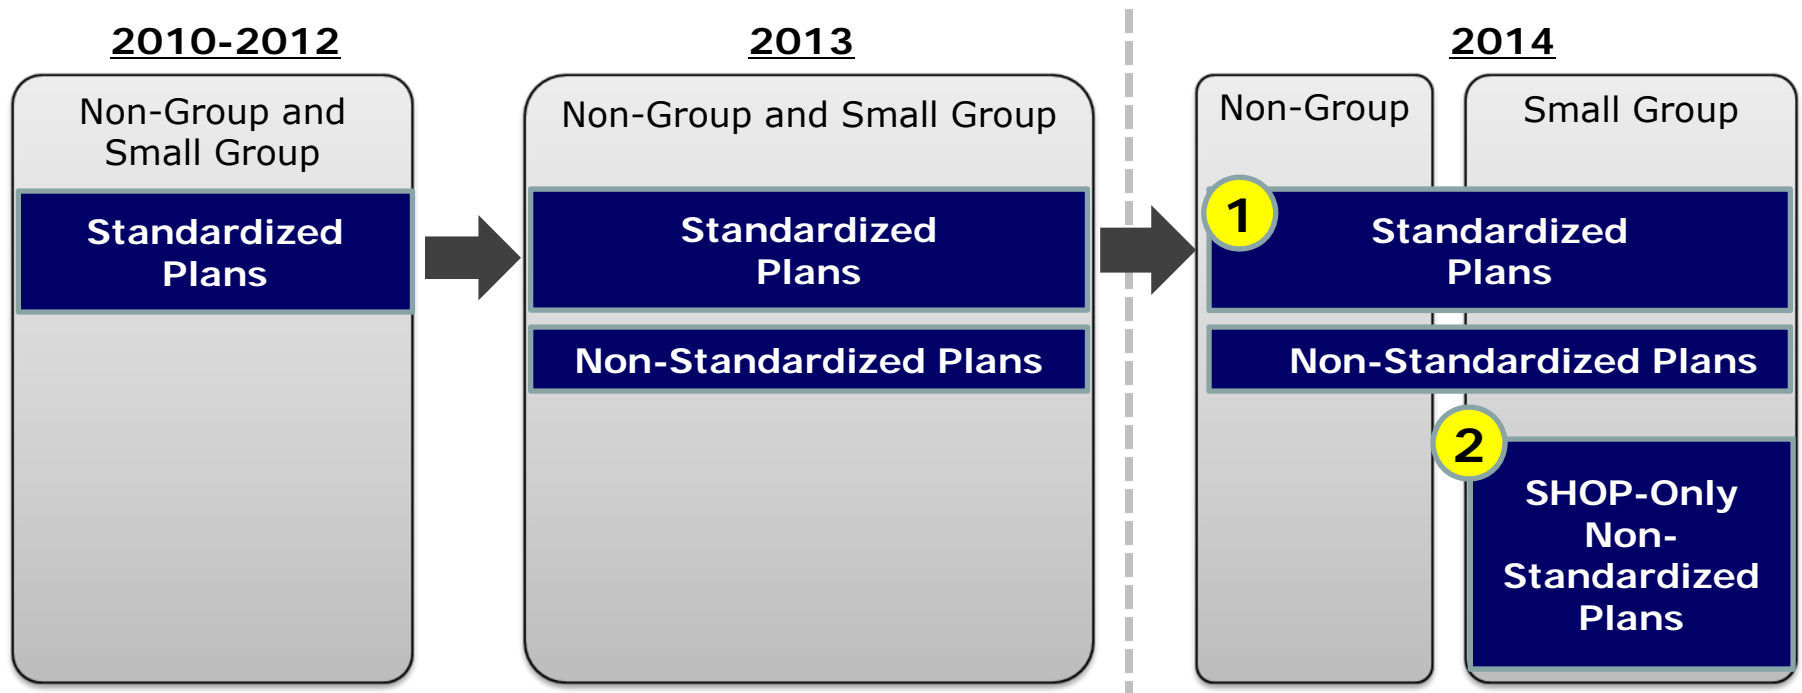 2010-2012
Non-Group and
Small Group
Standardized
Plans
2013
Non-Group and Small Group
Standardized
Plans
Non-Standardized Plans
2014
Non-Group
Small Group
1
Standardized
Plans
Non-Standardized Plans
2
SHOP-Only
Non-
Standardized
Plans